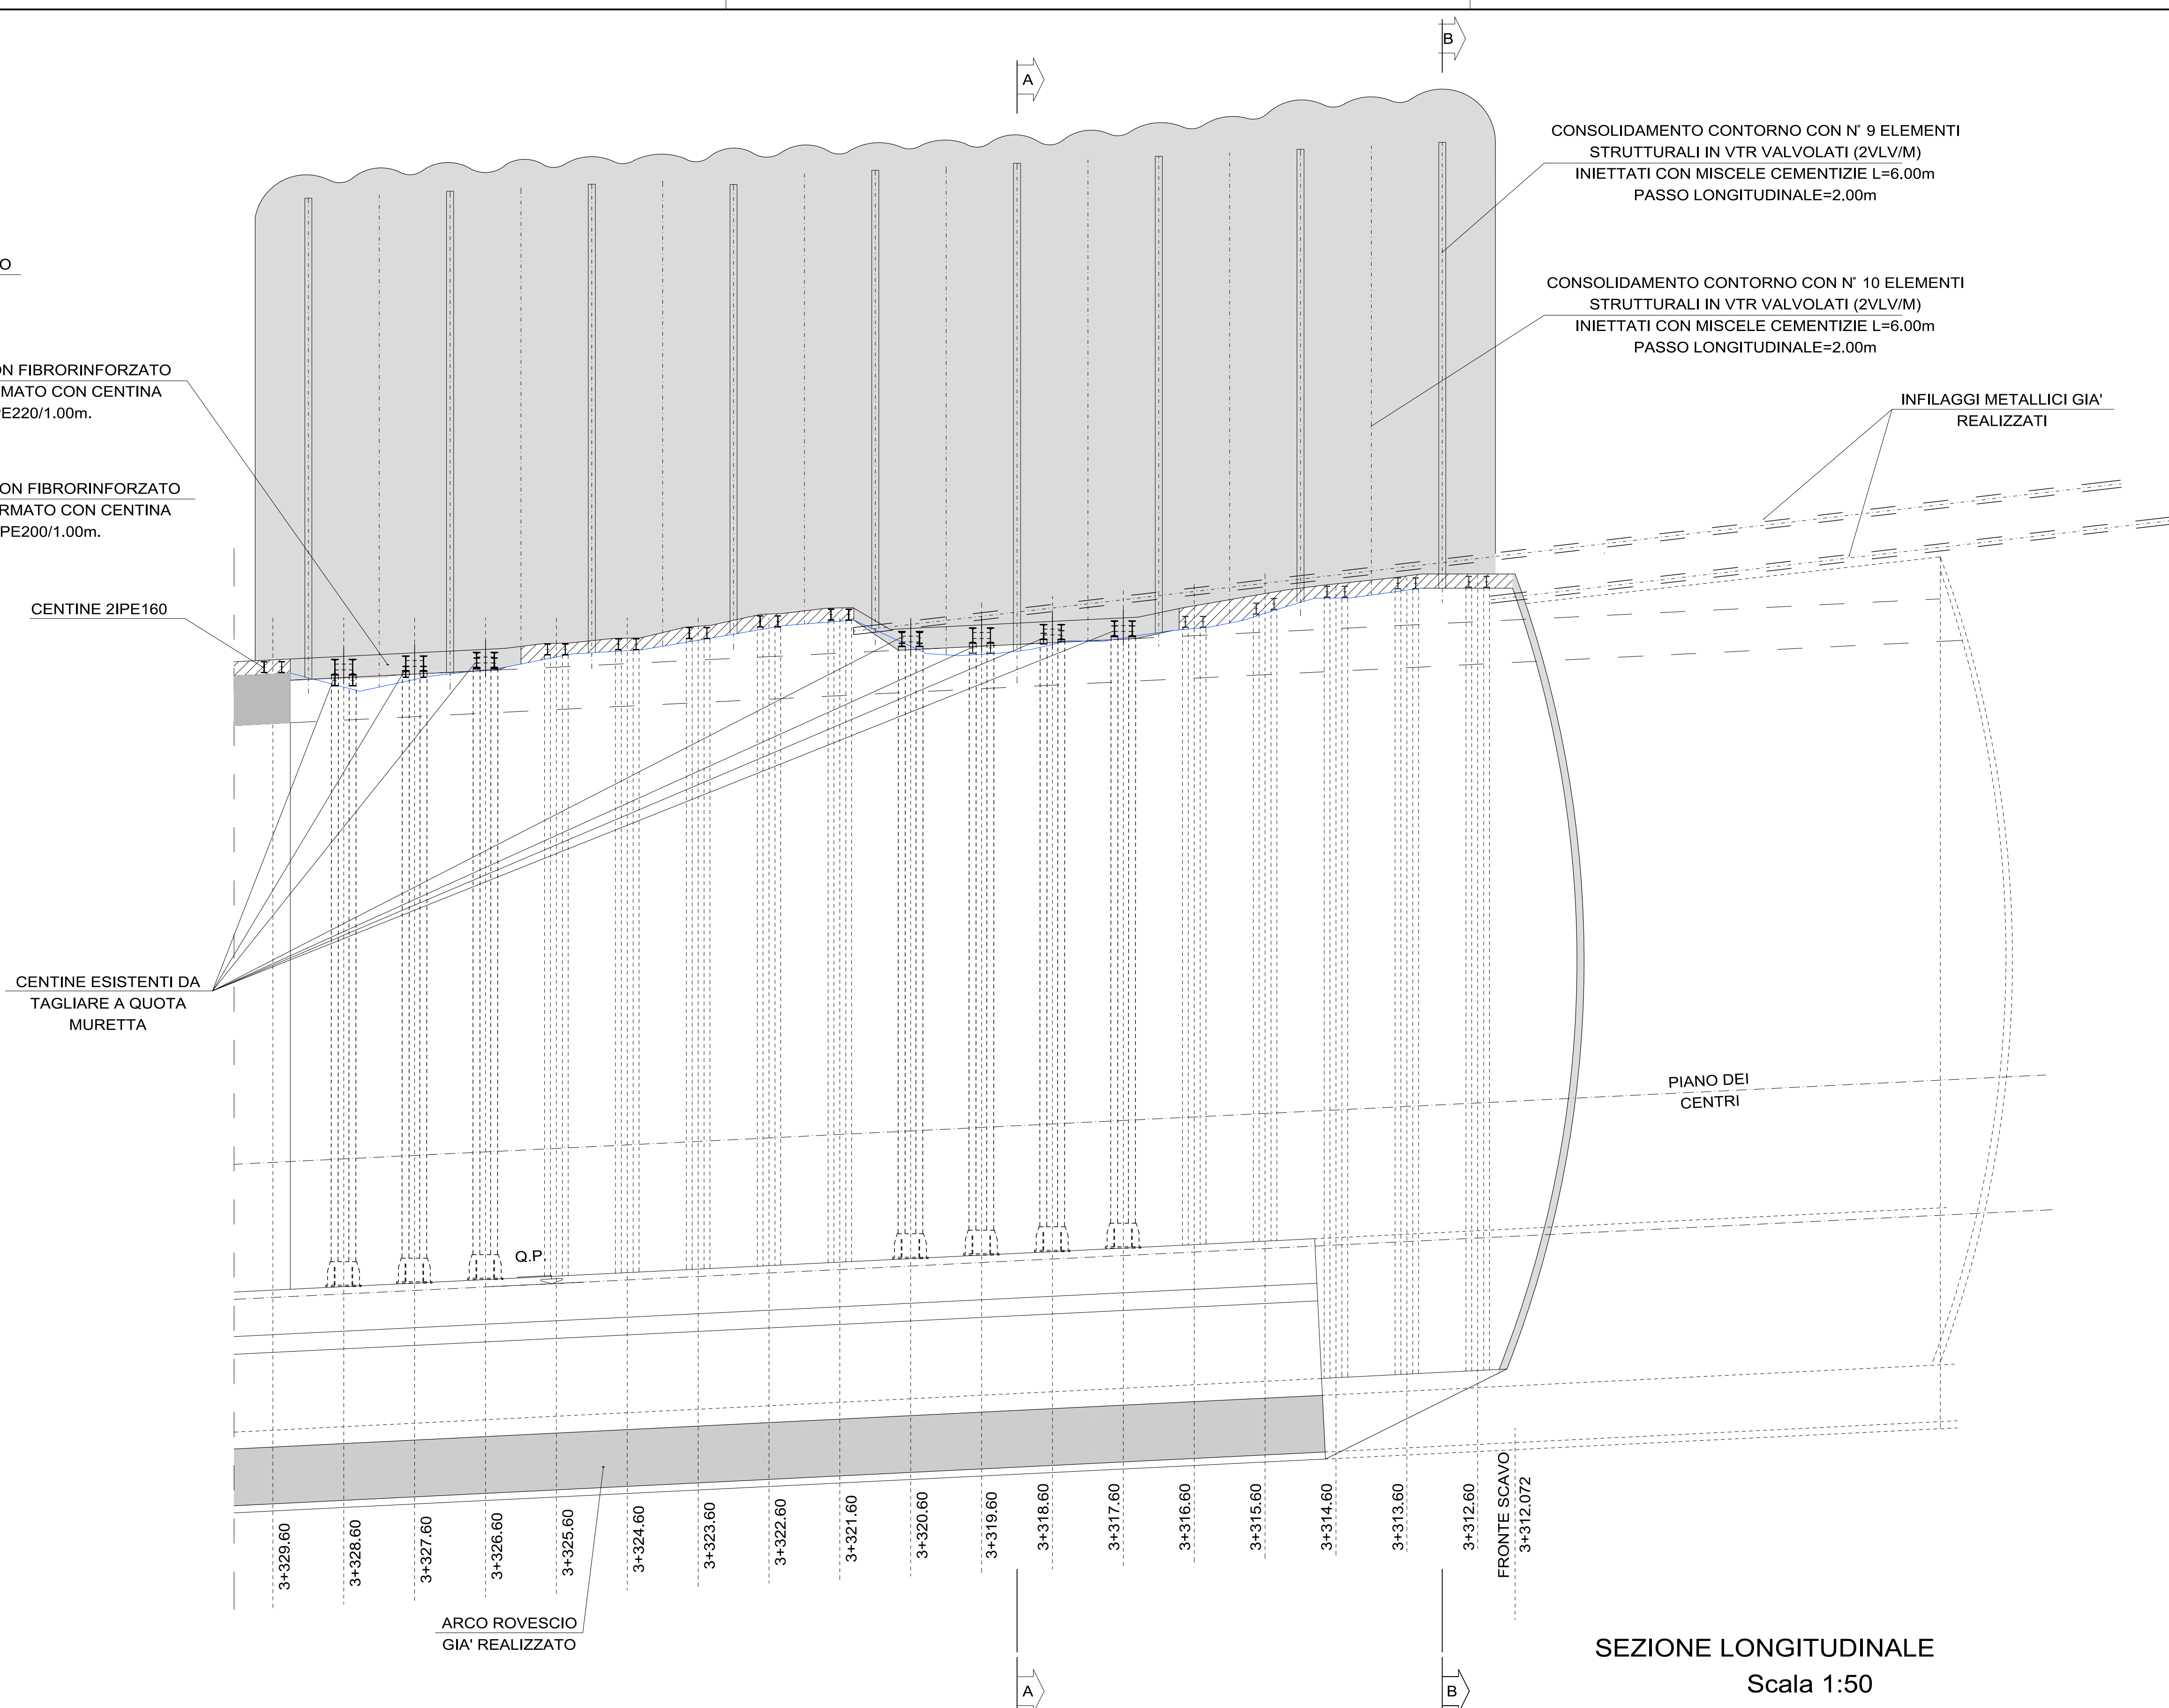 B
A
CONSOLIDAMENTO CONTORNO CON N° 9 ELEMENTI
STRUTTURALI IN VTR VALVOLATI (2VLV/M)
INIETTATI CON MISCELE CEMENTIZIE L=6.00m
PASSO LONGITUDINALE=2.00m
O
CONSOLIDAMENTO CONTORNO CON N° 10 ELEMENTI
STRUTTURALI IN VTR VALVOLATI (2VLV/M)
INIETTATI CON MISCELE CEMENTIZIE L=6.00m
PASSO LONGITUDINALE=2.00m
ON FIBRORINFORZATO
RMATO CON CENTINA
PE220/1.00m.
INFILAGGI METALLICI GIA'
REALIZZATI
ON FIBRORINFORZATO
RMATO CON CENTINA
PE200/1.00m.
CENTINE 2IPE160
CENTINE ESISTENTI DA
TAGLIARE A QUOTA
MURETTA
PIANO DEI
CENTRI
Q.P.
3+329.60
3+328.60
3+327.60
3+326.60
3+325.60
3+324.60
3+323.60
3+322.60
3+321.60
3+320.60
3+319.60
3+318.60
3+317.60
3+316.60
3+315.60
3+314.60
3+313.60
3+312.60
FRONTE SCAVO
3+312.072
ARCO ROVESCIO
GIA' REALIZZATO
SEZIONE LONGITUDINALE
Scala 1:50
A
B